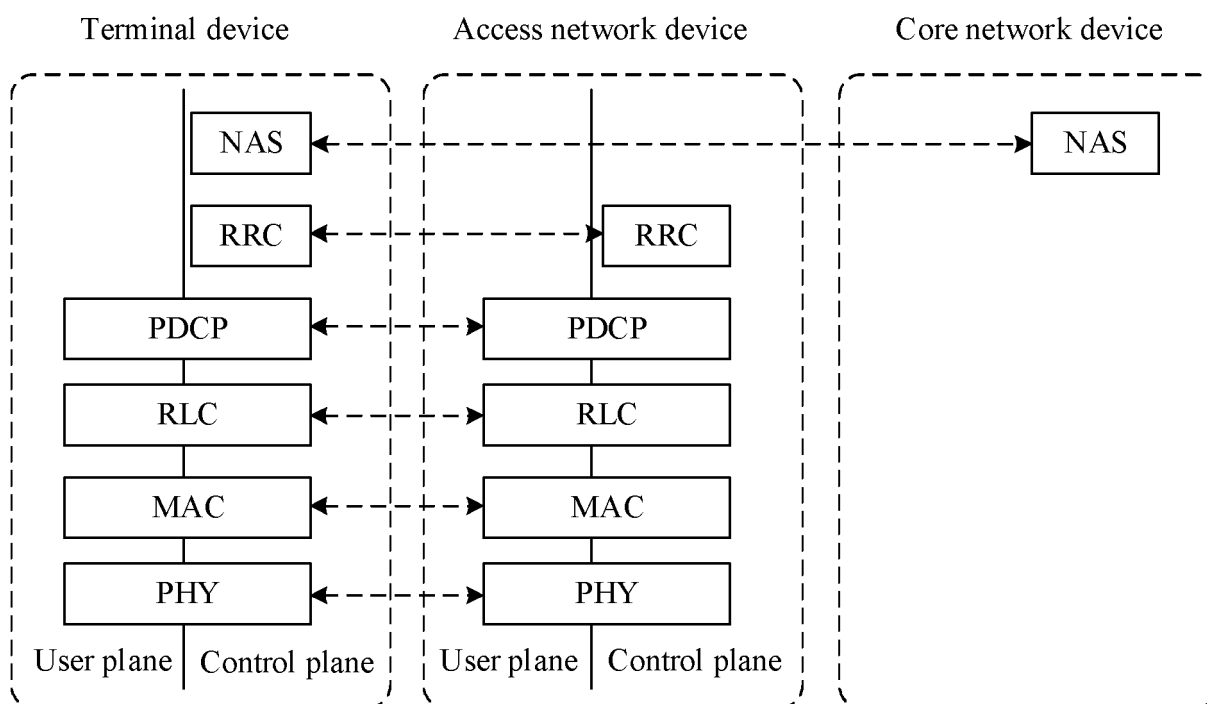 Terminal device
Access network device
Core network device
NAS
NAS
RRC
RRC
PDCP
PDCP
RLC
RLC
MAC
MAC
PHY
PHY
User plane
Control plane
User plane
Control plane